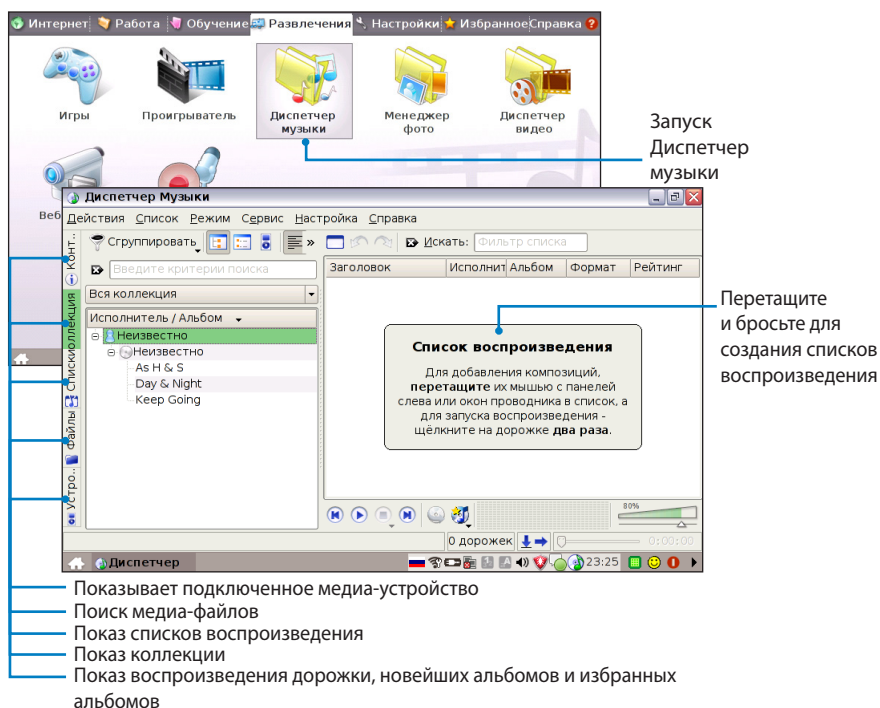 Интернет Работа Обучение Развлечения Настройки Избранное Справка
Игры
Проигрыватель
Диспетчер
музыки
Менеджер
фото
Диспетчер
видео
Запуск
Диспетчер
музыки
Веб
Диспетчер Музыки
Действия Список Режим Сервис Настройка Справка
Сгруппировать » Искать: Фильтр списка
Введите критерии поиска
Вся коллекция
Исполнитель / Альбом
Неизвестно
Неизвестно
As H & S
Day & Night
Keep Going
Конт..
Списки
оллекция
Файлы
Устро..
Заголовок Исполнит Альбом Формат Рейтинг
Список воспроизведения
Для добавления компози-
ций, перетащите их мышью с панелей
слева или окон проводника в список, а
для запуска воспроизведения -
щёлкните на дорожке два раза.
Перетащите
и бросьте для
создания списков
воспроизведения
80%
0 дорожек 0:00:00
Диспетчер 23:25
Показывает подключенное медиа-устройство
Поиск медиа-файлов
Показ списков воспроизведения
Показ коллекции
Показ воспроизведения дорожки, новейших альбомов и избранных
альбомов